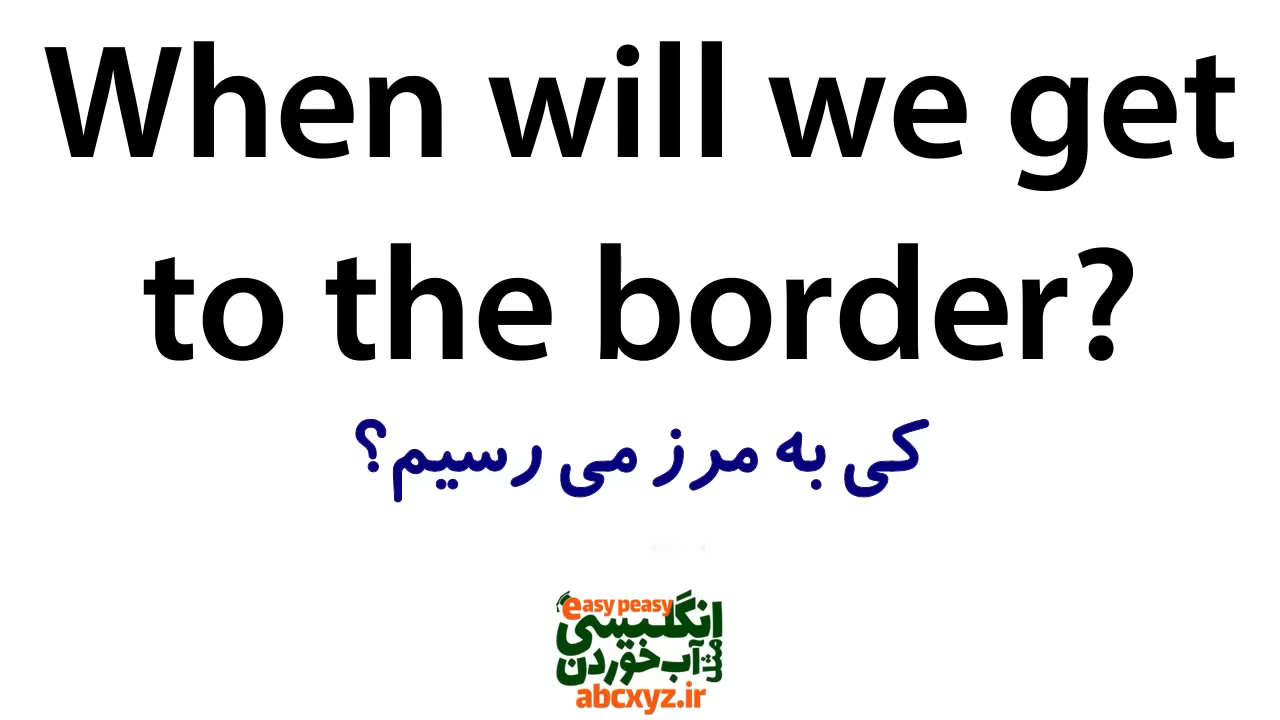 When will we get
to the border?
کی به مرز می رسیم؟
easy peasy
انگلیسی
مثل آب خوردن
abcxyz.ir